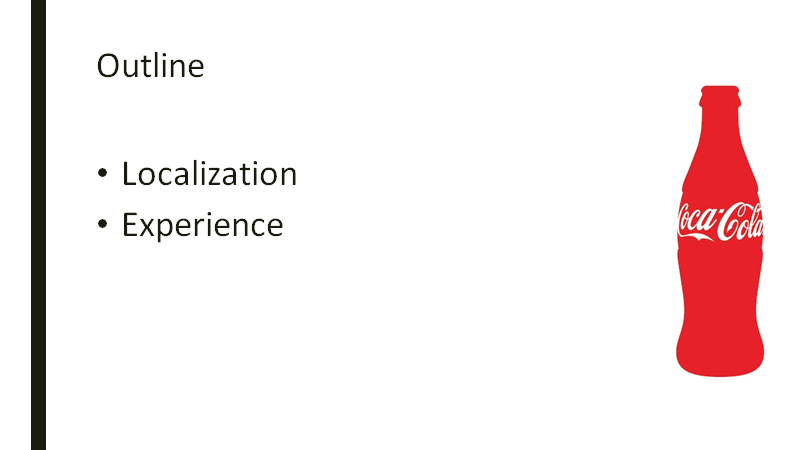 Outline
• Localization
• Experience
Coca-Cola